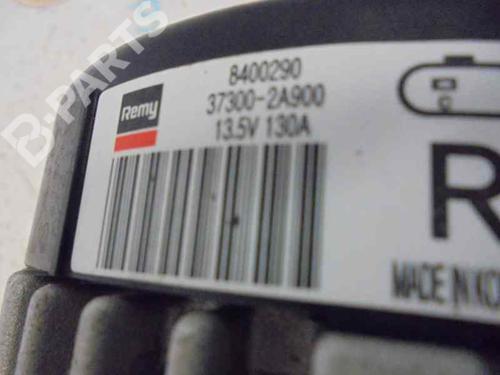 B-PARTS
Remy
8400290
37300-2A900
13.5V 130A
C
R
MADE IN KO